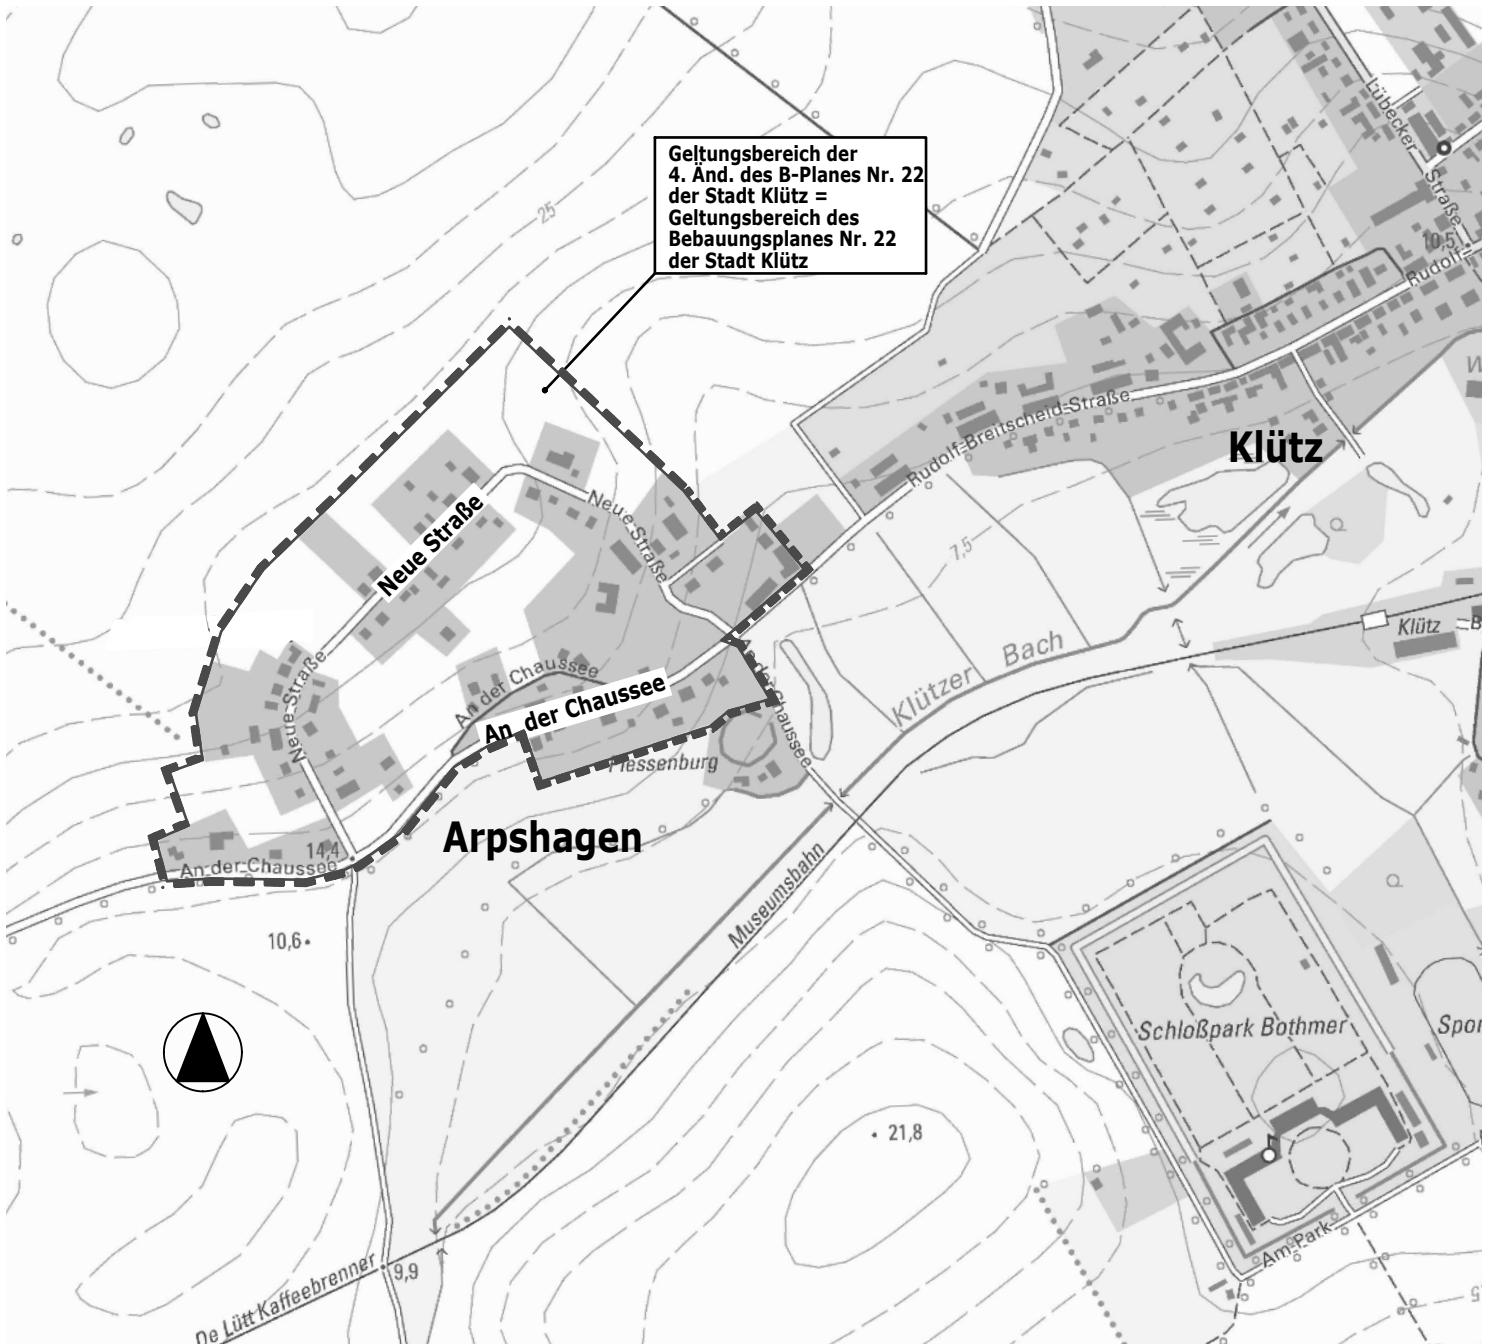 Lübecker
Straße
25
Geltungsbereich der
4. Änd. des B-Planes Nr. 22
der Stadt Klütz =
Geltungsbereich des
Bebauungsplanes Nr. 22
der Stadt Klütz
10,5
Rudolf-
Rudolf-Breitscheid-Straße
Klütz
Neue Straße
Neue Straße
7,5
Neue Straße
Klützer Bach
Klütz
An der Chaussee
An der Chaussee
An der Chaussee
Plessenburg
Arpshagen
14,4
An der Chaussee
Museumsbahn
10,6
Schloßpark Bothmer
Spor
21,8
Am Park
9,9
De Lütt Kaffeebrenner